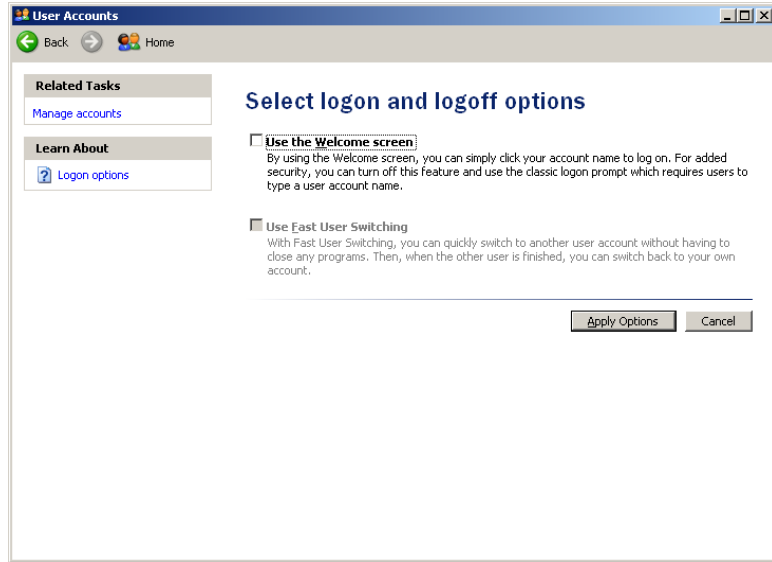 User Accounts
Back Home
Related Tasks
Manage accounts
Learn About
Logon options
Select logon and logoff options
Use the Welcome screen
By using the Welcome screen, you can simply click your account name to log on. For added
security, you can turn off this feature and use the classic logon prompt which requires users to
type a user account name.
Use Fast User Switching
With Fast User Switching, you can quickly switch to another user account without having to
close any programs. Then, when the other user is finished, you can switch back to your own
account.
Apply Options Cancel